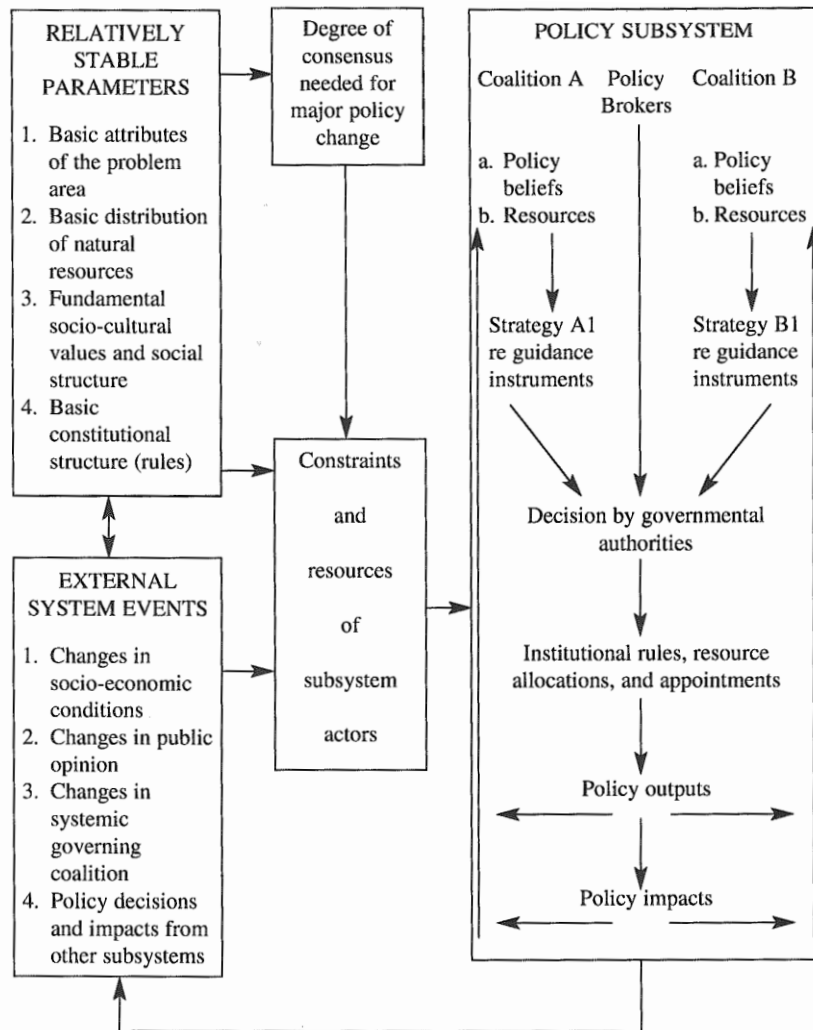 RELATIVELY
STABLE
PARAMETERS
1. Basic attributes
of the problem
area
2. Basic distribution
of natural
resources
3. Fundamental
socio-cultural
values and social
structure
4. Basic
constitutional
structure (rules)
Degree of
consensus
needed for
major policy
change
EXTERNAL
SYSTEM EVENTS
1. Changes in
socio-economic
conditions
2. Changes in public
opinion
3. Changes in
systemic
governing
coalition
4. Policy decisions
and impacts from
other subsystems
Constraints
and
resources
of
subsystem
actors
POLICY SUBSYSTEM
Coalition A
Policy
Brokers
Coalition B
a. Policy
beliefs
b. Resources
a. Policy
beliefs
b. Resources
Strategy A1
re guidance
instruments
Strategy B1
re guidance
instruments
Decision by governmental
authorities
Institutional rules, resource
allocations, and appointments
Policy outputs
Policy impacts